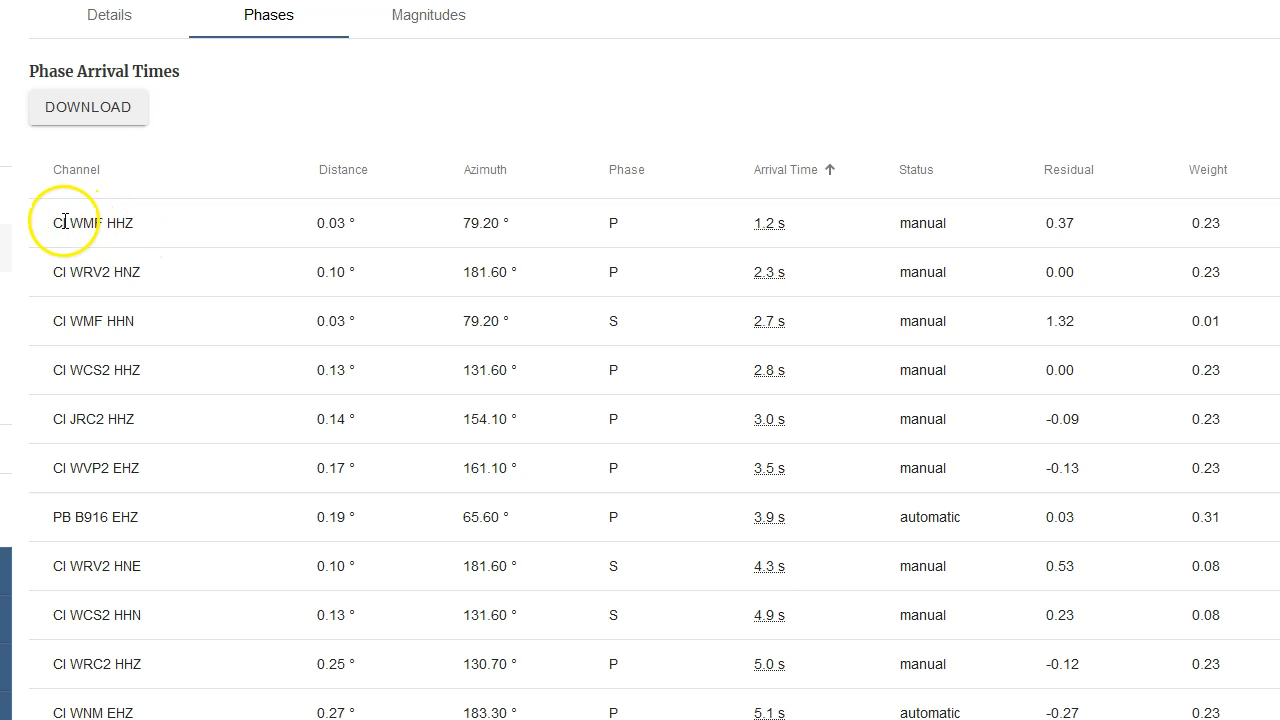 Details Phases Magnitudes
Phase Arrival Times
DOWNLOAD
Channel Distance Azimuth Phase Arrival Time Status Residual Weight
CI WMF HHZ 0.03 ° 79.20 ° P 1.2 s manual 0.37 0.23
CI WRV2 HNZ 0.10 ° 181.60 ° P 2.3 s manual 0.00 0.23
CI WMF HHN 0.03 ° 79.20 ° S 2.7 s manual 1.32 0.01
CI WCS2 HHZ 0.13 ° 131.60 ° P 2.8 s manual 0.00 0.23
CI JRC2 HHZ 0.14 ° 154.10 ° P 3.0 s manual -0.09 0.23
CI WVP2 EHZ 0.17 ° 161.10 ° P 3.5 s manual -0.13 0.23
PB B916 EHZ 0.19 ° 65.60 ° P 3.9 s automatic 0.03 0.31
CI WRV2 HNE 0.10 ° 181.60 ° S 4.3 s manual 0.53 0.08
CI WCS2 HHN 0.13 ° 131.60 ° S 4.9 s manual 0.23 0.08
CI WRC2 HHZ 0.25 ° 130.70 ° P 5.0 s manual -0.12 0.23
CI WNM EHZ 0.27 ° 183.30 ° P 5.1 s automatic -0.27 0.23